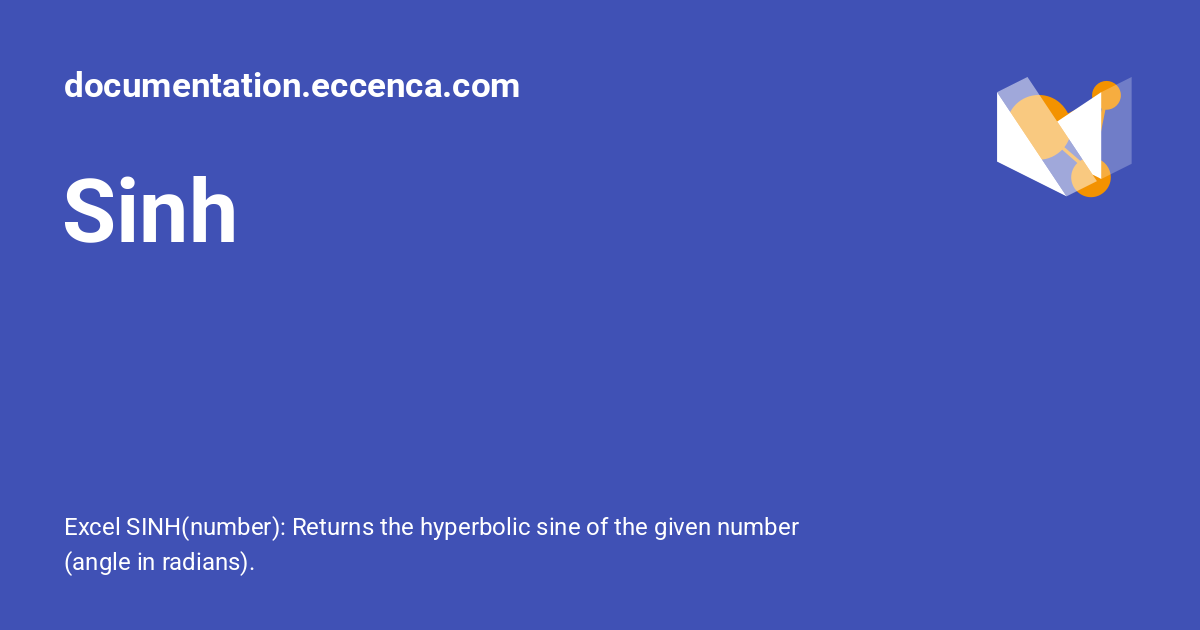 documentation.eccenca.com
Sinh
Excel SINH(number): Returns the hyperbolic sine of the given number
(angle in radians).